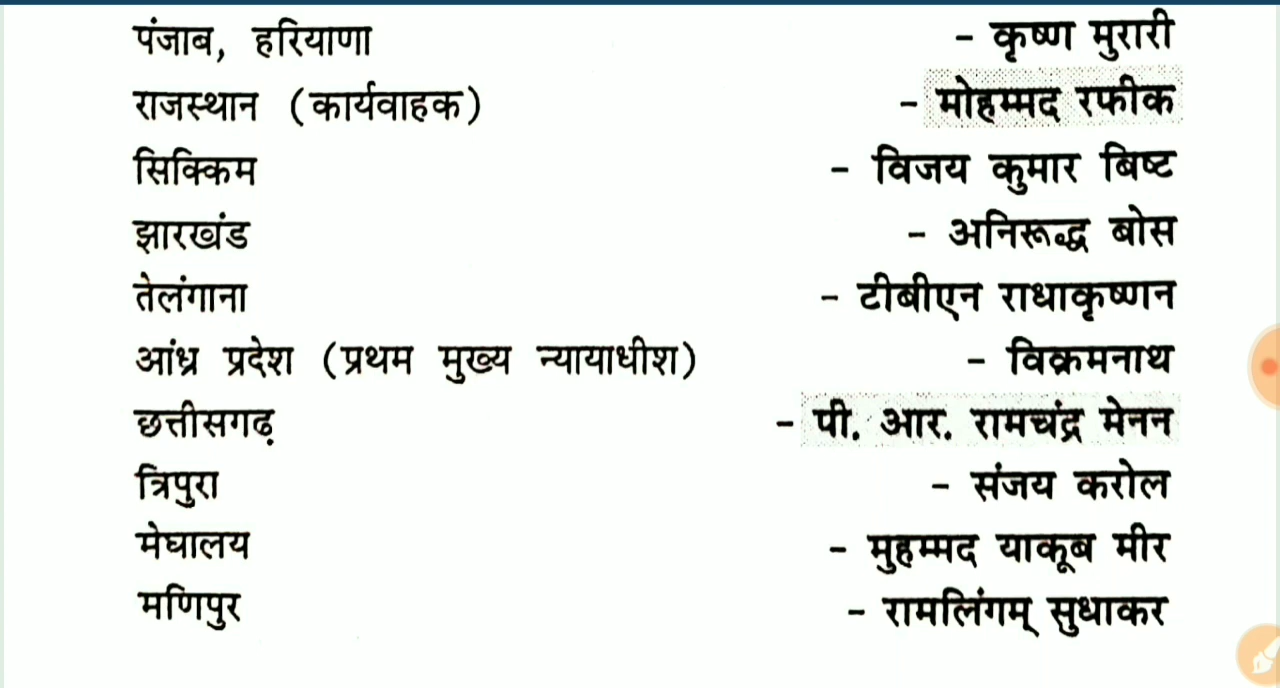 पंजाब, हरियाणा - कृष्ण मुरारी
राजस्थान (कार्यवाहक) - मोहम्मद रफीक
सिक्किम - विजय कुमार बिष्ट
झारखंड - अनिरूद्ध बोस
तेलंगाना - टीबीएन राधाकृष्णन
आंध्र प्रदेश (प्रथम मुख्य न्यायाधीश) - विक्रमनाथ
छत्तीसगढ़ - पी. आर. रामचंद्र मेनन
त्रिपुरा - संजय करोल
मेघालय - मुहम्मद याकूब मीर
मणिपुर - रामलिंगम् सुधाकर